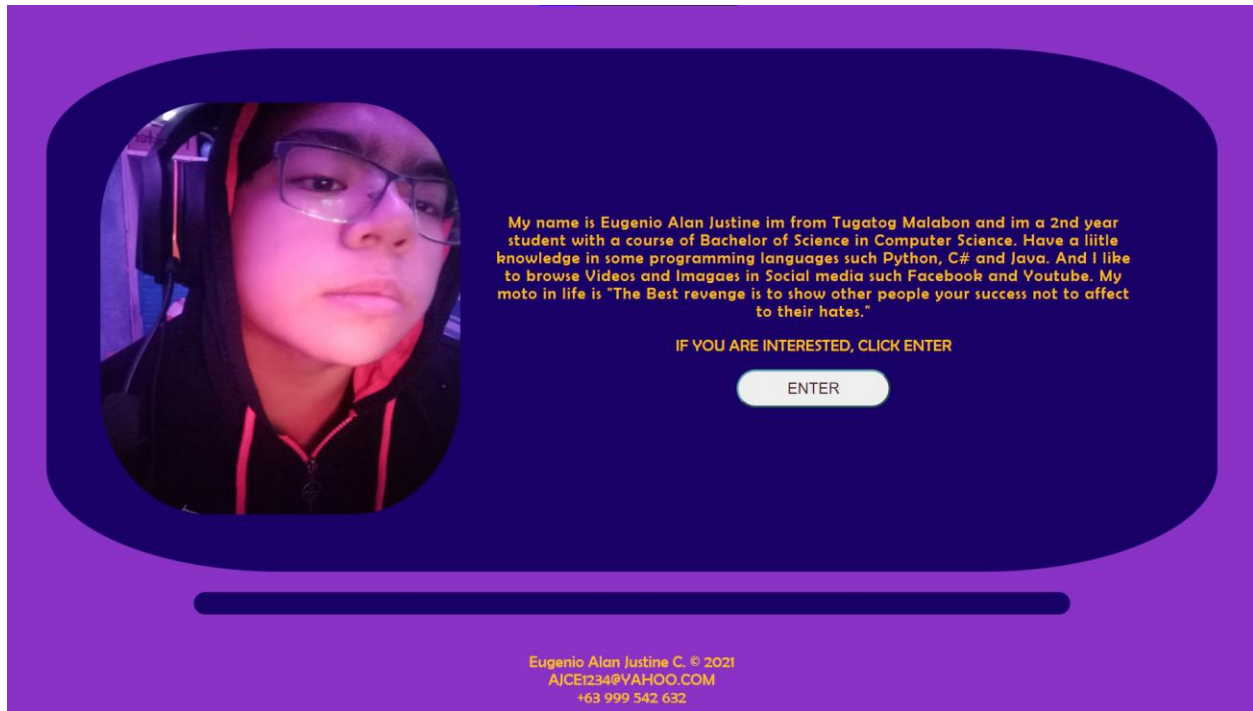 My name is Eugenio Alan Justine im from Tugatog Malabon and im a 2nd year
student with a course of Bachelor of Science in Computer Science. Have a liitle
knowledge in some programming languages such Python, C# and Java. And I like
to browse Videos and Imagaes in Social media such Facebook and Youtube. My
moto in life is "The Best revenge is to show other people your success not to affect
to their hates."
IF YOU ARE INTERESTED, CLICK ENTER
ENTER
Eugenio Alan Justine C. © 2021
AJCE1234@YAHOO.COM
+63 999 542 632